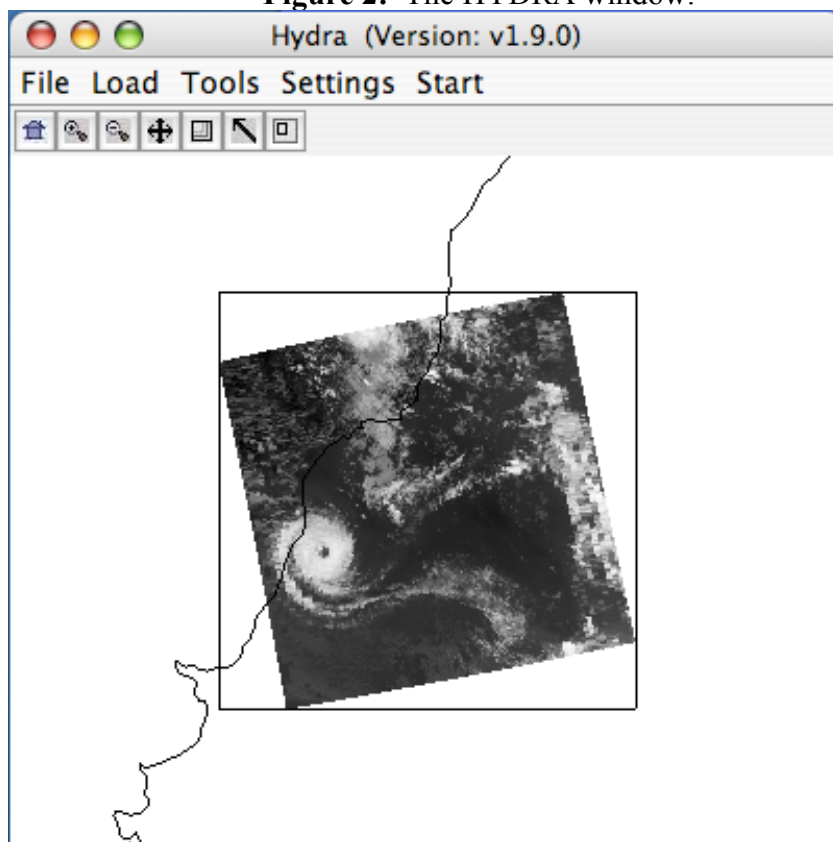 Figure 2: The HYDRA window.
Hydra (Version: v1.9.0)
File Load Tools Settings Start